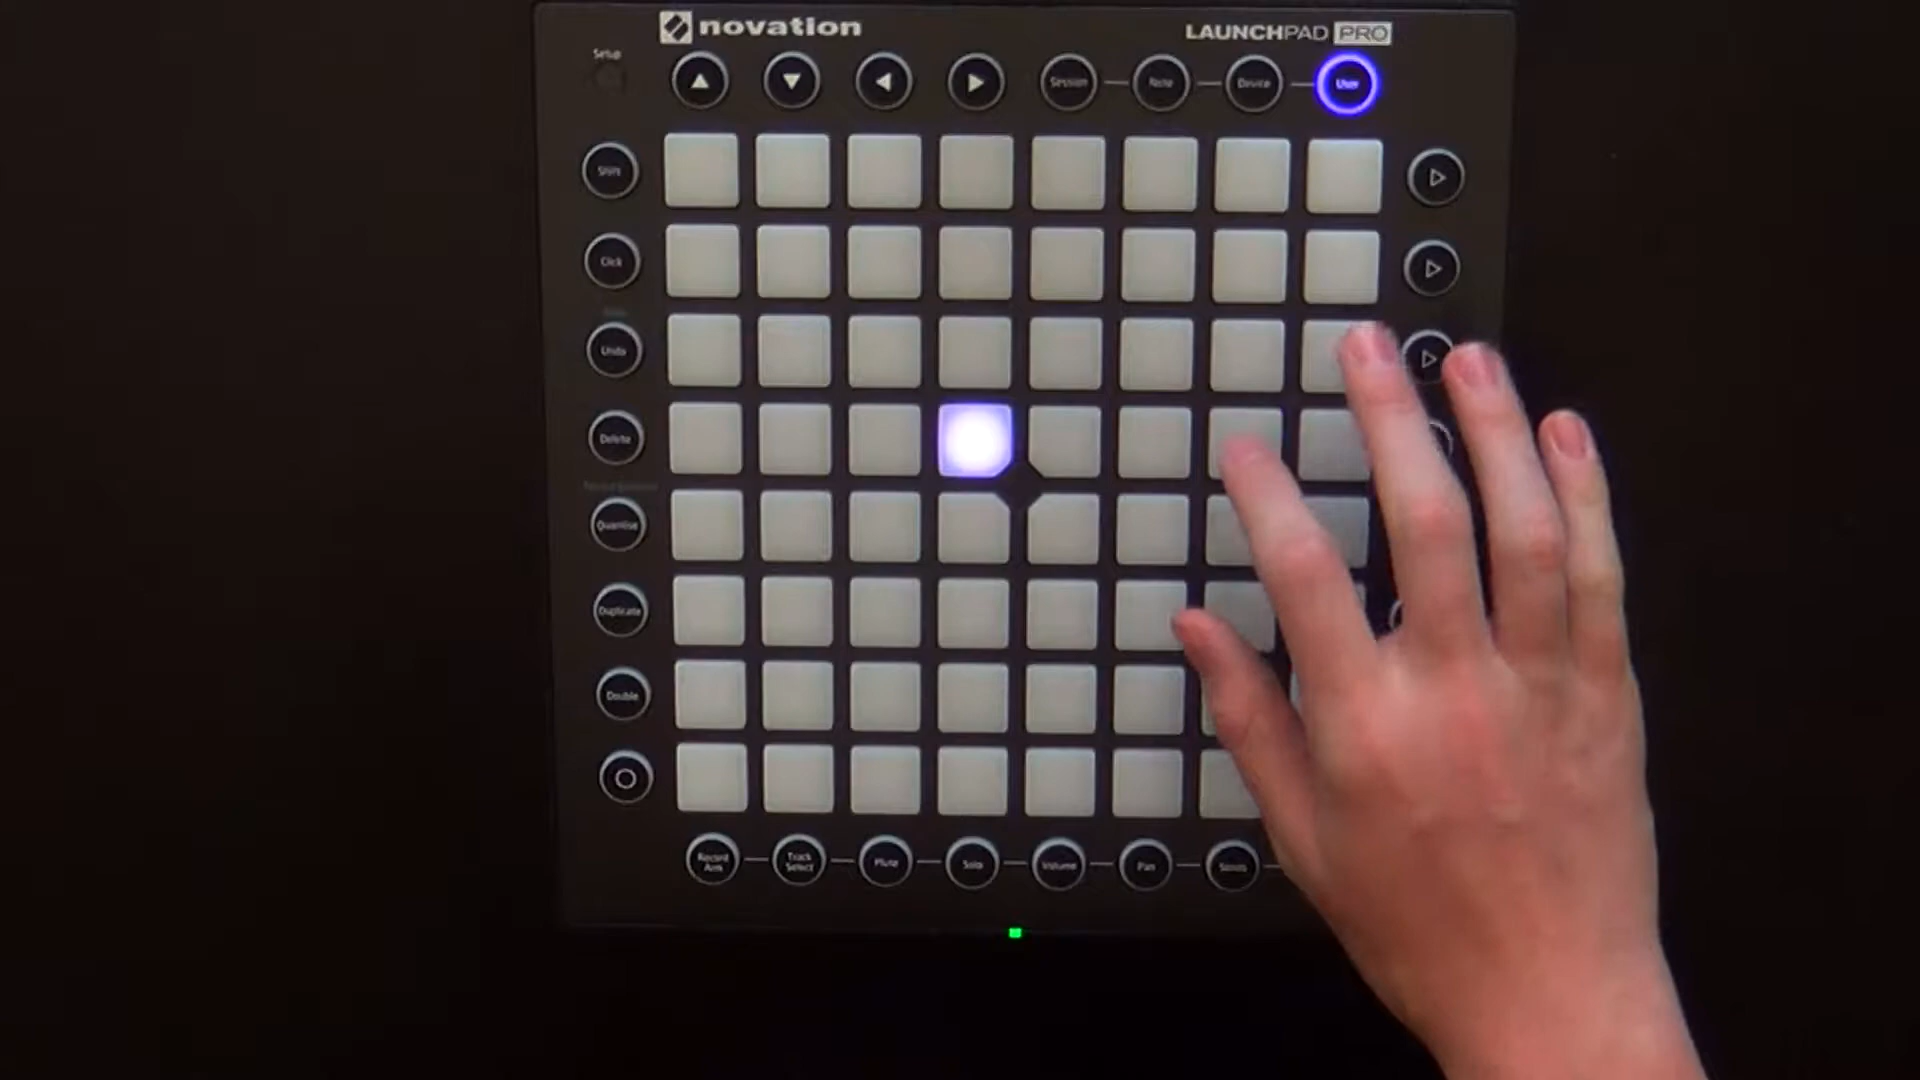 novation
LAUNCHPAD PRO
Setup
Session
Note
Device
User
Shift
Click
Undo
Delete
Quantise
Duplicate
Double
Record
Arm
Track
Select
Mute
Solo
Volume
Pan
Sends